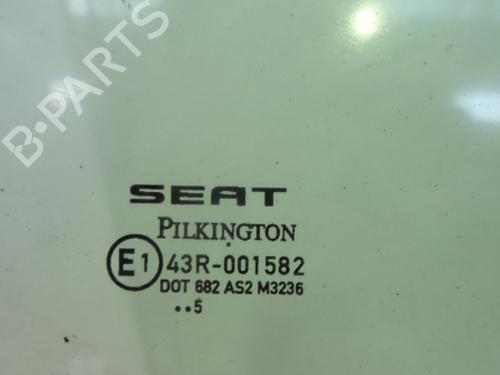 B-PARTS
SEAT
PILKINGTON
E1 43R-001582
DOT 682 AS2 M3236
..5